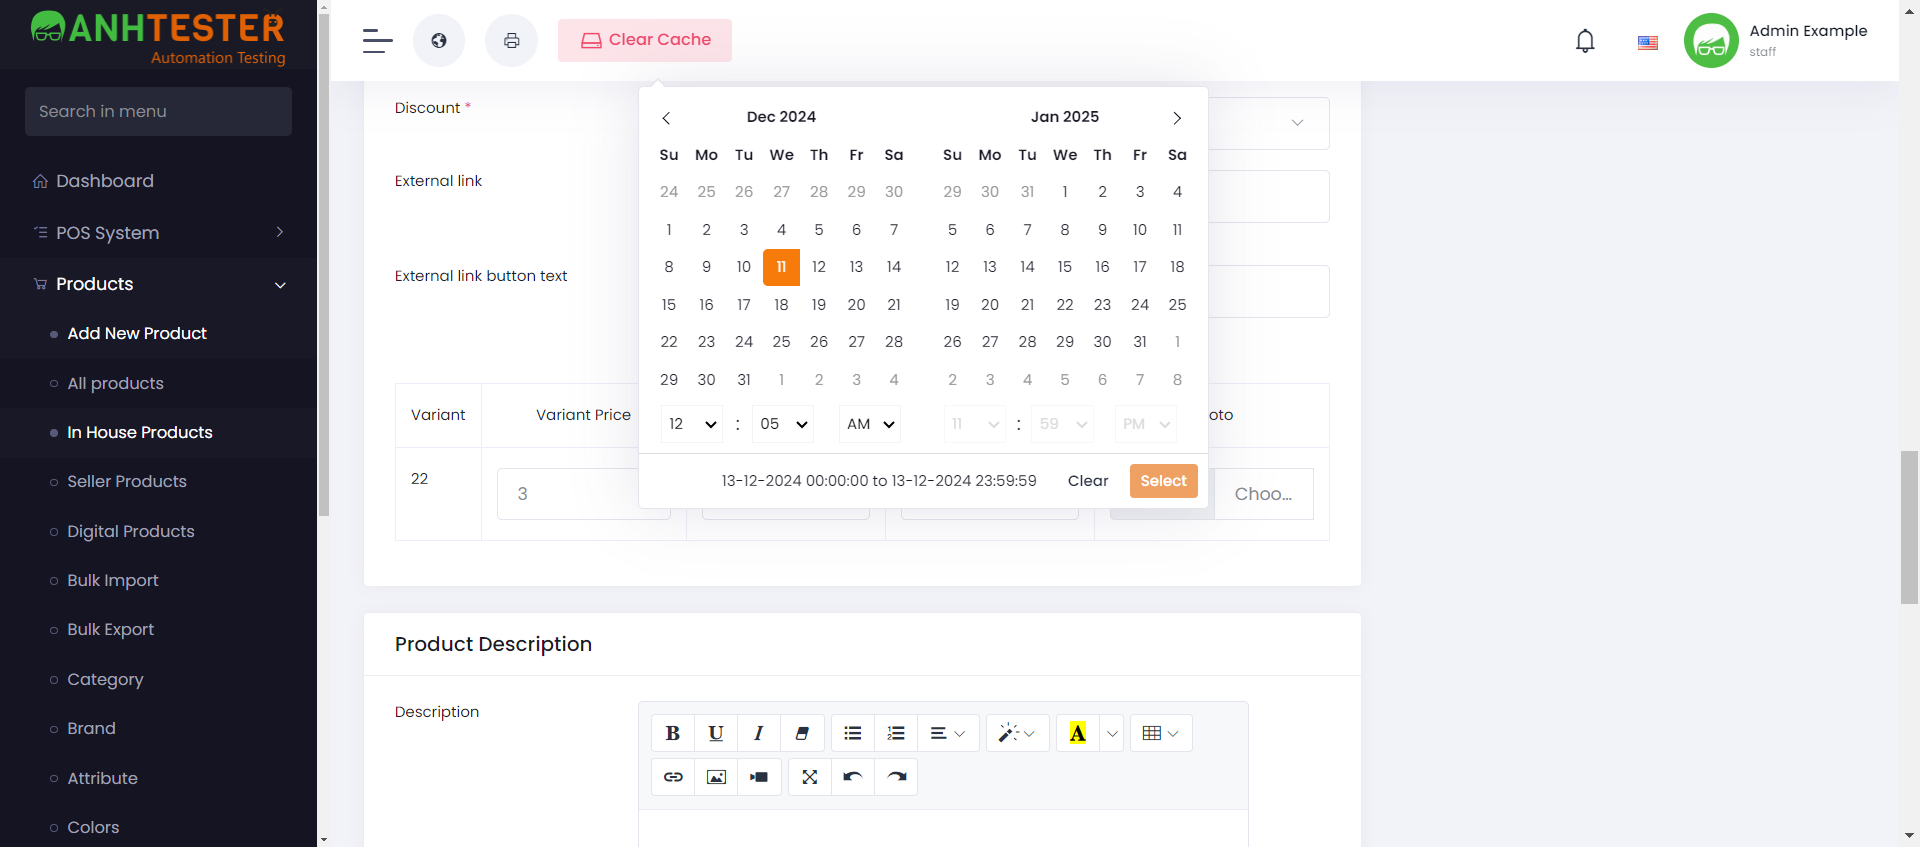 ANHTESTER
Automation Testing
Search in menu
Dashboard
POS System
Products
Add New Product
All products
In House Products
Seller Products
Digital Products
Bulk Import
Bulk Export
Category
Brand
Attribute
Colors
Clear Cache
Admin Example
staff
Discount *
External link
External link button text
Dec 2024
Su Mo Tu We Th Fr Sa
24 25 26 27 28 29 30
1 2 3 4 5 6 7
8 9 10 11 12 13 14
15 16 17 18 19 20 21
22 23 24 25 26 27 28
29 30 31 1 2 3 4
12 : 05 AM
Jan 2025
Su Mo Tu We Th Fr Sa
29 30 31 1 2 3 4
5 6 7 8 9 10 11
12 13 14 15 16 17 18
19 20 21 22 23 24 25
26 27 28 29 30 31 1
2 3 4 5 6 7 8
11 : 59 PM
13-12-2024 00:00:00 to 13-12-2024 23:59:59 Clear Select
Variant Variant Price oto
22 3 Choo...
Product Description
Description
B U I A